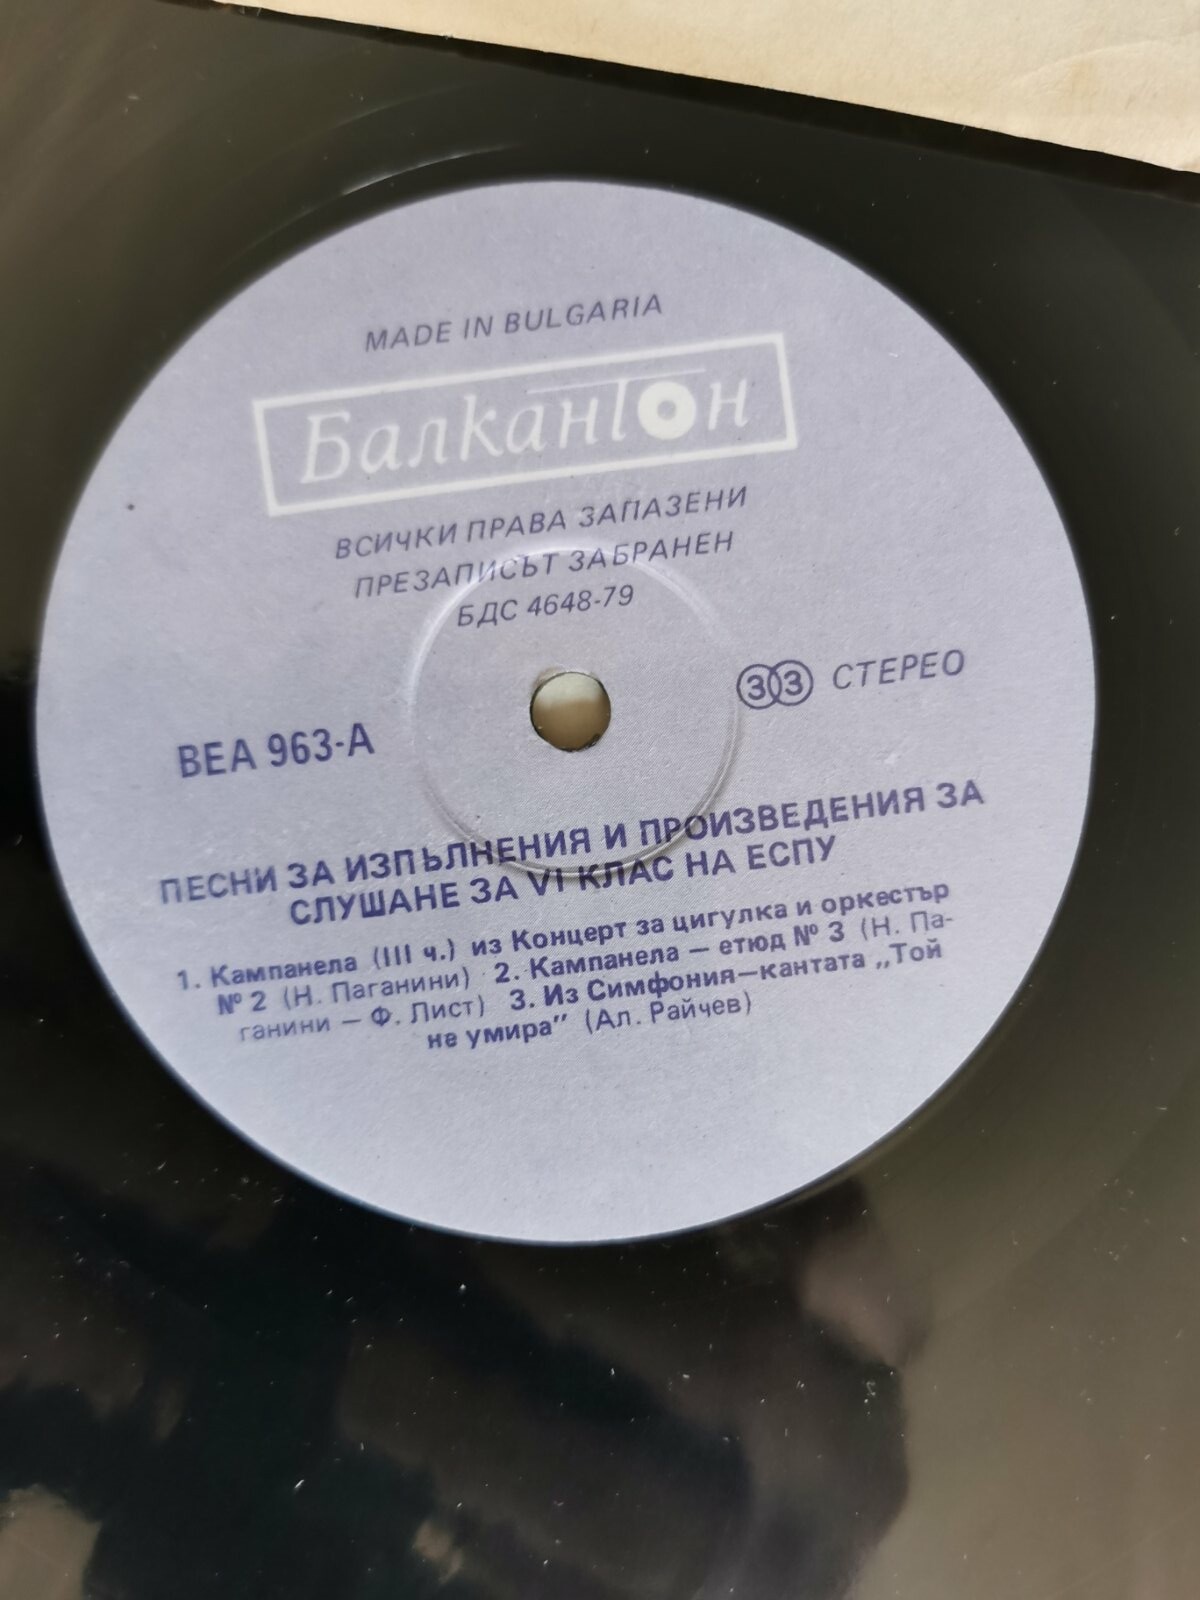 MADE IN BULGARIA
Балкантон
ВСИЧКИ ПРАВА ЗАПАЗЕНИ
ПРЕЗАПИСЪТ ЗАБРАНЕН
БДС 4648-79
33 СТЕРЕО
ВЕА 963-А
ПЕСНИ ЗА ИЗПЪЛНЕНИЯ И ПРОИЗВЕДЕНИЯ ЗА
СЛУШАНЕ ЗА VI КЛАС НА ЕСПУ
1. Кампанела (III ч.) из Концерт за цигулка и оркестър
№ 2 (Н. Паганини) 2. Кампанела — етюд № 3 (Н. Па-
ганини — Ф. Лист) 3. Из Симфония—кантата „Той
не умира” (Ал. Райчев)